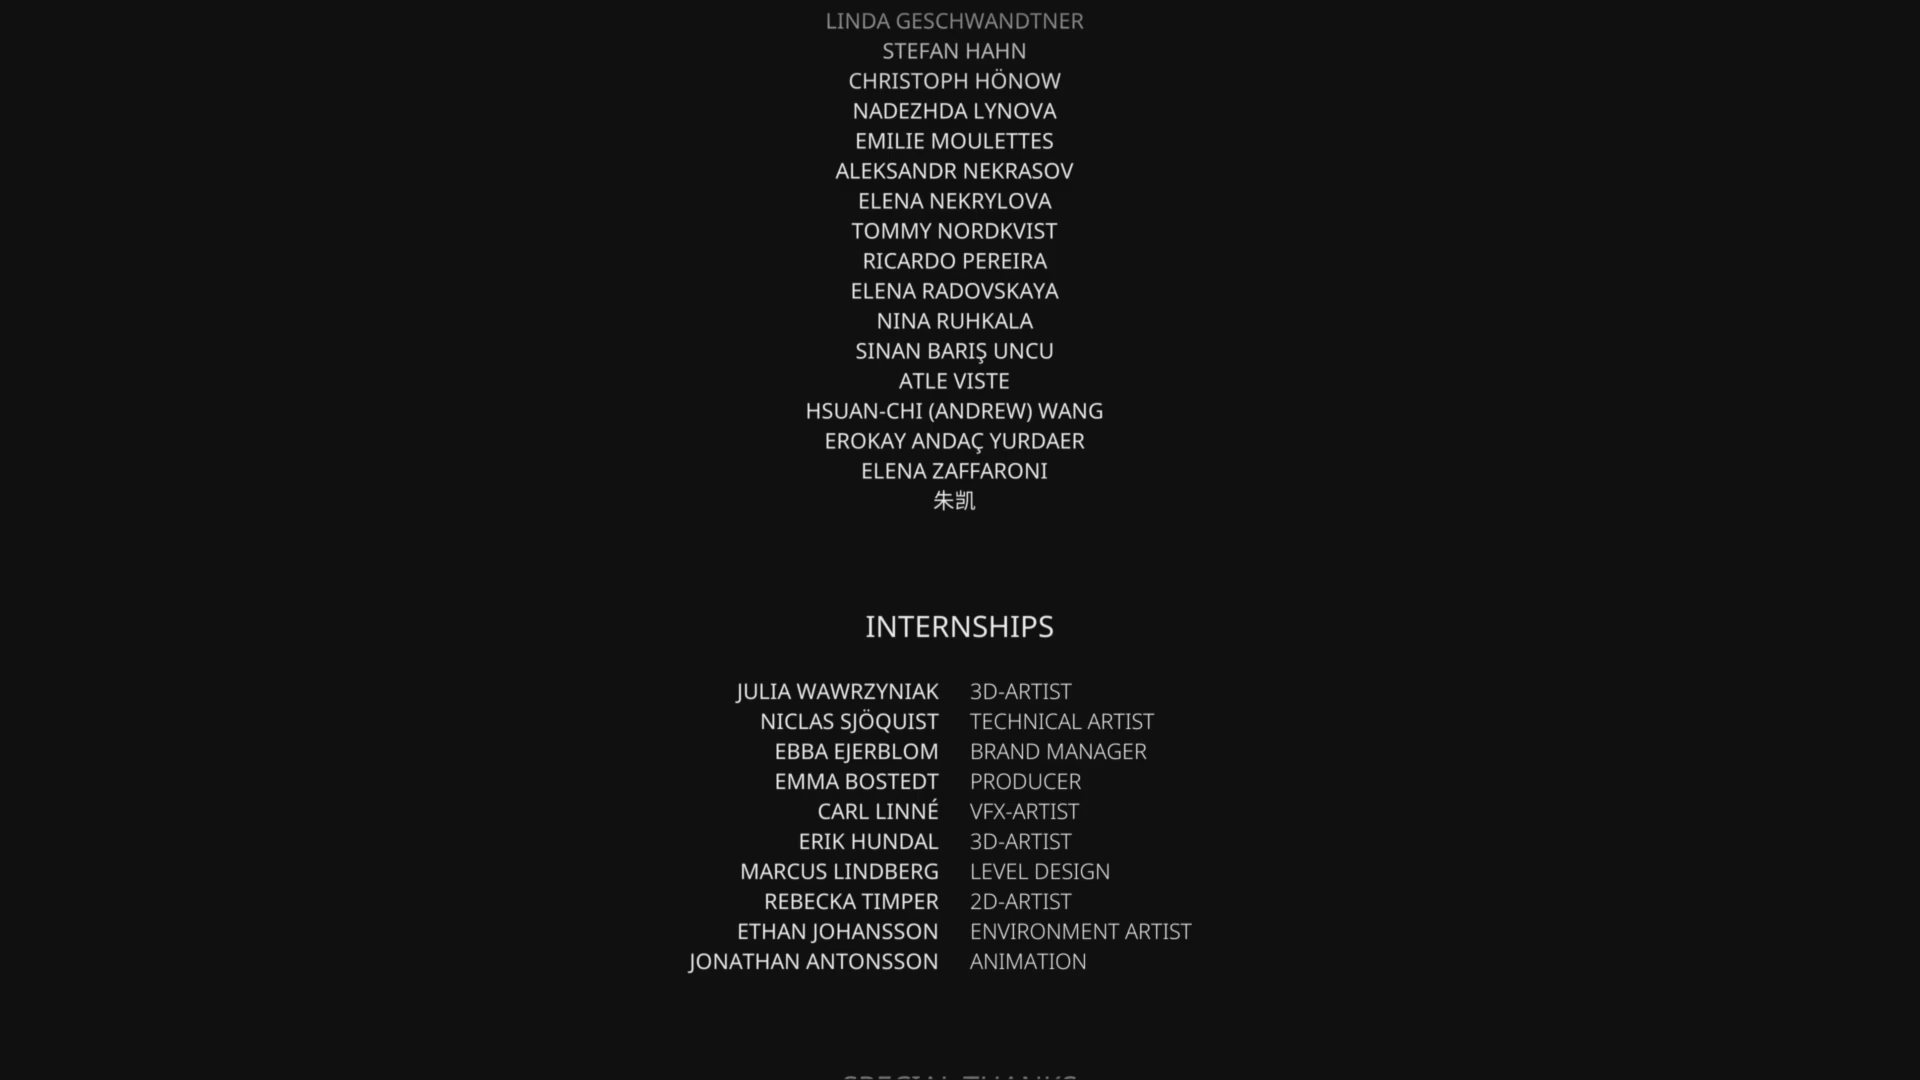 LINDA GESCHWANDTNER
STEFAN HAHN
CHRISTOPH HÖNOW
NADEZHDA LYNOVA
EMILIE MOULETTES
ALEKSANDR NEKRASOV
ELENA NEKRYLOVA
TOMMY NORDKVIST
RICARDO PEREIRA
ELENA RADOVSKAYA
NINA RUHKALA
SINAN BARIŞ UNCU
ATLE VISTE
HSUAN-CHI (ANDREW) WANG
EROKAY ANDAÇ YURDAER
ELENA ZAFFARONI
朱凯
INTERNSHIPS
JULIA WAWRZYNIAK 3D-ARTIST
NICLAS SJÖQUIST TECHNICAL ARTIST
EBBA EJERBLOM BRAND MANAGER
EMMA BOSTEDT PRODUCER
CARL LINNÉ VFX-ARTIST
ERIK HUNDAL 3D-ARTIST
MARCUS LINDBERG LEVEL DESIGN
REBECKA TIMPER 2D-ARTIST
ETHAN JOHANSSON ENVIRONMENT ARTIST
JONATHAN ANTONSSON ANIMATION
SPECIAL THANKS